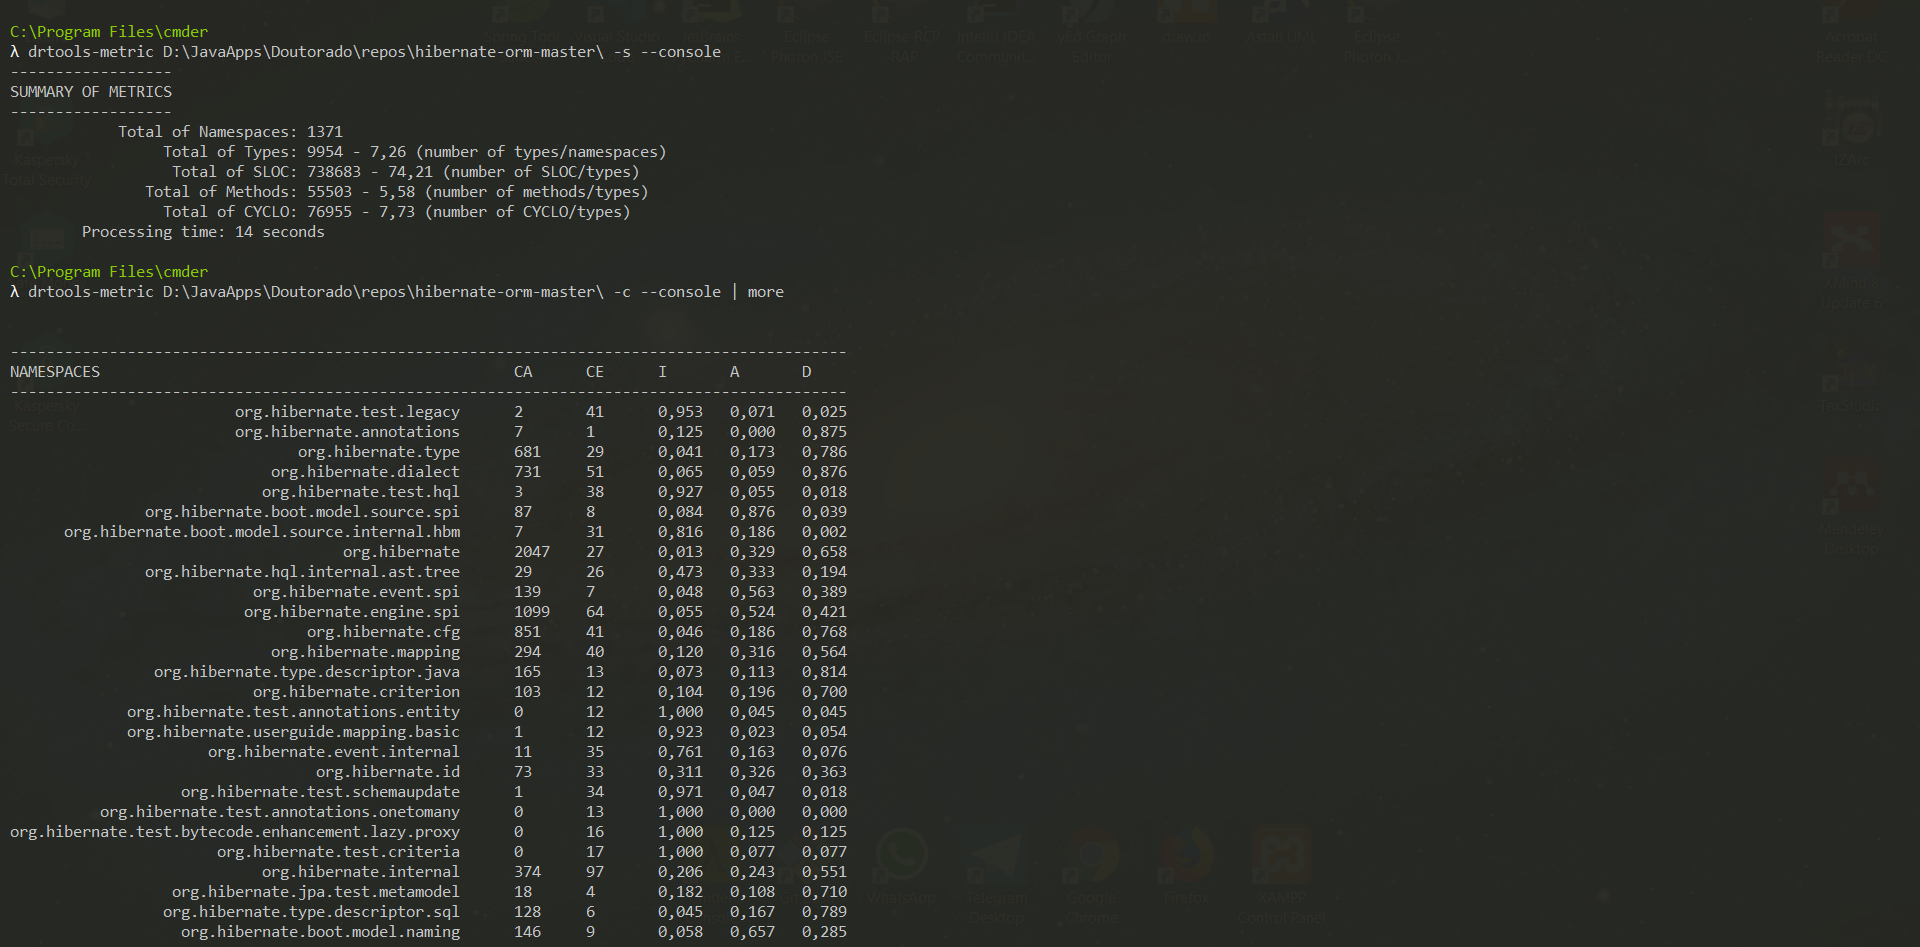 C:\Program Files\cmder
λ drtools-metric D:\JavaApps\Doutorado\repos\hibernate-orm-master\ -s --console
------------------
SUMMARY OF METRICS
------------------
Total of Namespaces: 1371
Total of Types: 9954 - 7,26 (number of types/namespaces)
Total of SLOC: 738683 - 74,21 (number of SLOC/types)
Total of Methods: 55503 - 5,58 (number of methods/types)
Total of CYCLO: 76955 - 7,73 (number of CYCLO/types)
Processing time: 14 seconds
C:\Program Files\cmder
λ drtools-metric D:\JavaApps\Doutorado\repos\hibernate-orm-master\ -c --console | more
---------------------------------------------------------------------------------------------
NAMESPACES CA CE I A D
---------------------------------------------------------------------------------------------
org.hibernate.test.legacy 2 41 0,953 0,071 0,025
org.hibernate.annotations 7 1 0,125 0,000 0,875
org.hibernate.type 681 29 0,041 0,173 0,786
org.hibernate.dialect 731 51 0,065 0,059 0,876
org.hibernate.test.hql 3 38 0,927 0,055 0,018
org.hibernate.boot.model.source.spi 87 8 0,084 0,876 0,039
org.hibernate.boot.model.source.internal.hbm 7 31 0,816 0,186 0,002
org.hibernate 2047 27 0,013 0,329 0,658
org.hibernate.hql.internal.ast.tree 29 26 0,473 0,333 0,194
org.hibernate.event.spi 139 7 0,048 0,563 0,389
org.hibernate.engine.spi 1099 64 0,055 0,524 0,421
org.hibernate.cfg 851 41 0,046 0,186 0,768
org.hibernate.mapping 294 40 0,120 0,316 0,564
org.hibernate.type.descriptor.java 165 13 0,073 0,113 0,814
org.hibernate.criterion 103 12 0,104 0,196 0,700
org.hibernate.test.annotations.entity 0 12 1,000 0,045 0,045
org.hibernate.userguide.mapping.basic 1 12 0,923 0,023 0,054
org.hibernate.event.internal 11 35 0,761 0,163 0,076
org.hibernate.id 73 33 0,311 0,326 0,363
org.hibernate.test.schemaupdate 1 34 0,971 0,047 0,018
org.hibernate.test.annotations.onetomany 0 13 1,000 0,000 0,000
org.hibernate.test.bytecode.enhancement.lazy.proxy 0 16 1,000 0,125 0,125
org.hibernate.test.criteria 0 17 1,000 0,077 0,077
org.hibernate.internal 374 97 0,206 0,243 0,551
org.hibernate.jpa.test.metamodel 18 4 0,182 0,108 0,710
org.hibernate.type.descriptor.sql 128 6 0,045 0,167 0,789
org.hibernate.boot.model.naming 146 9 0,058 0,657 0,285